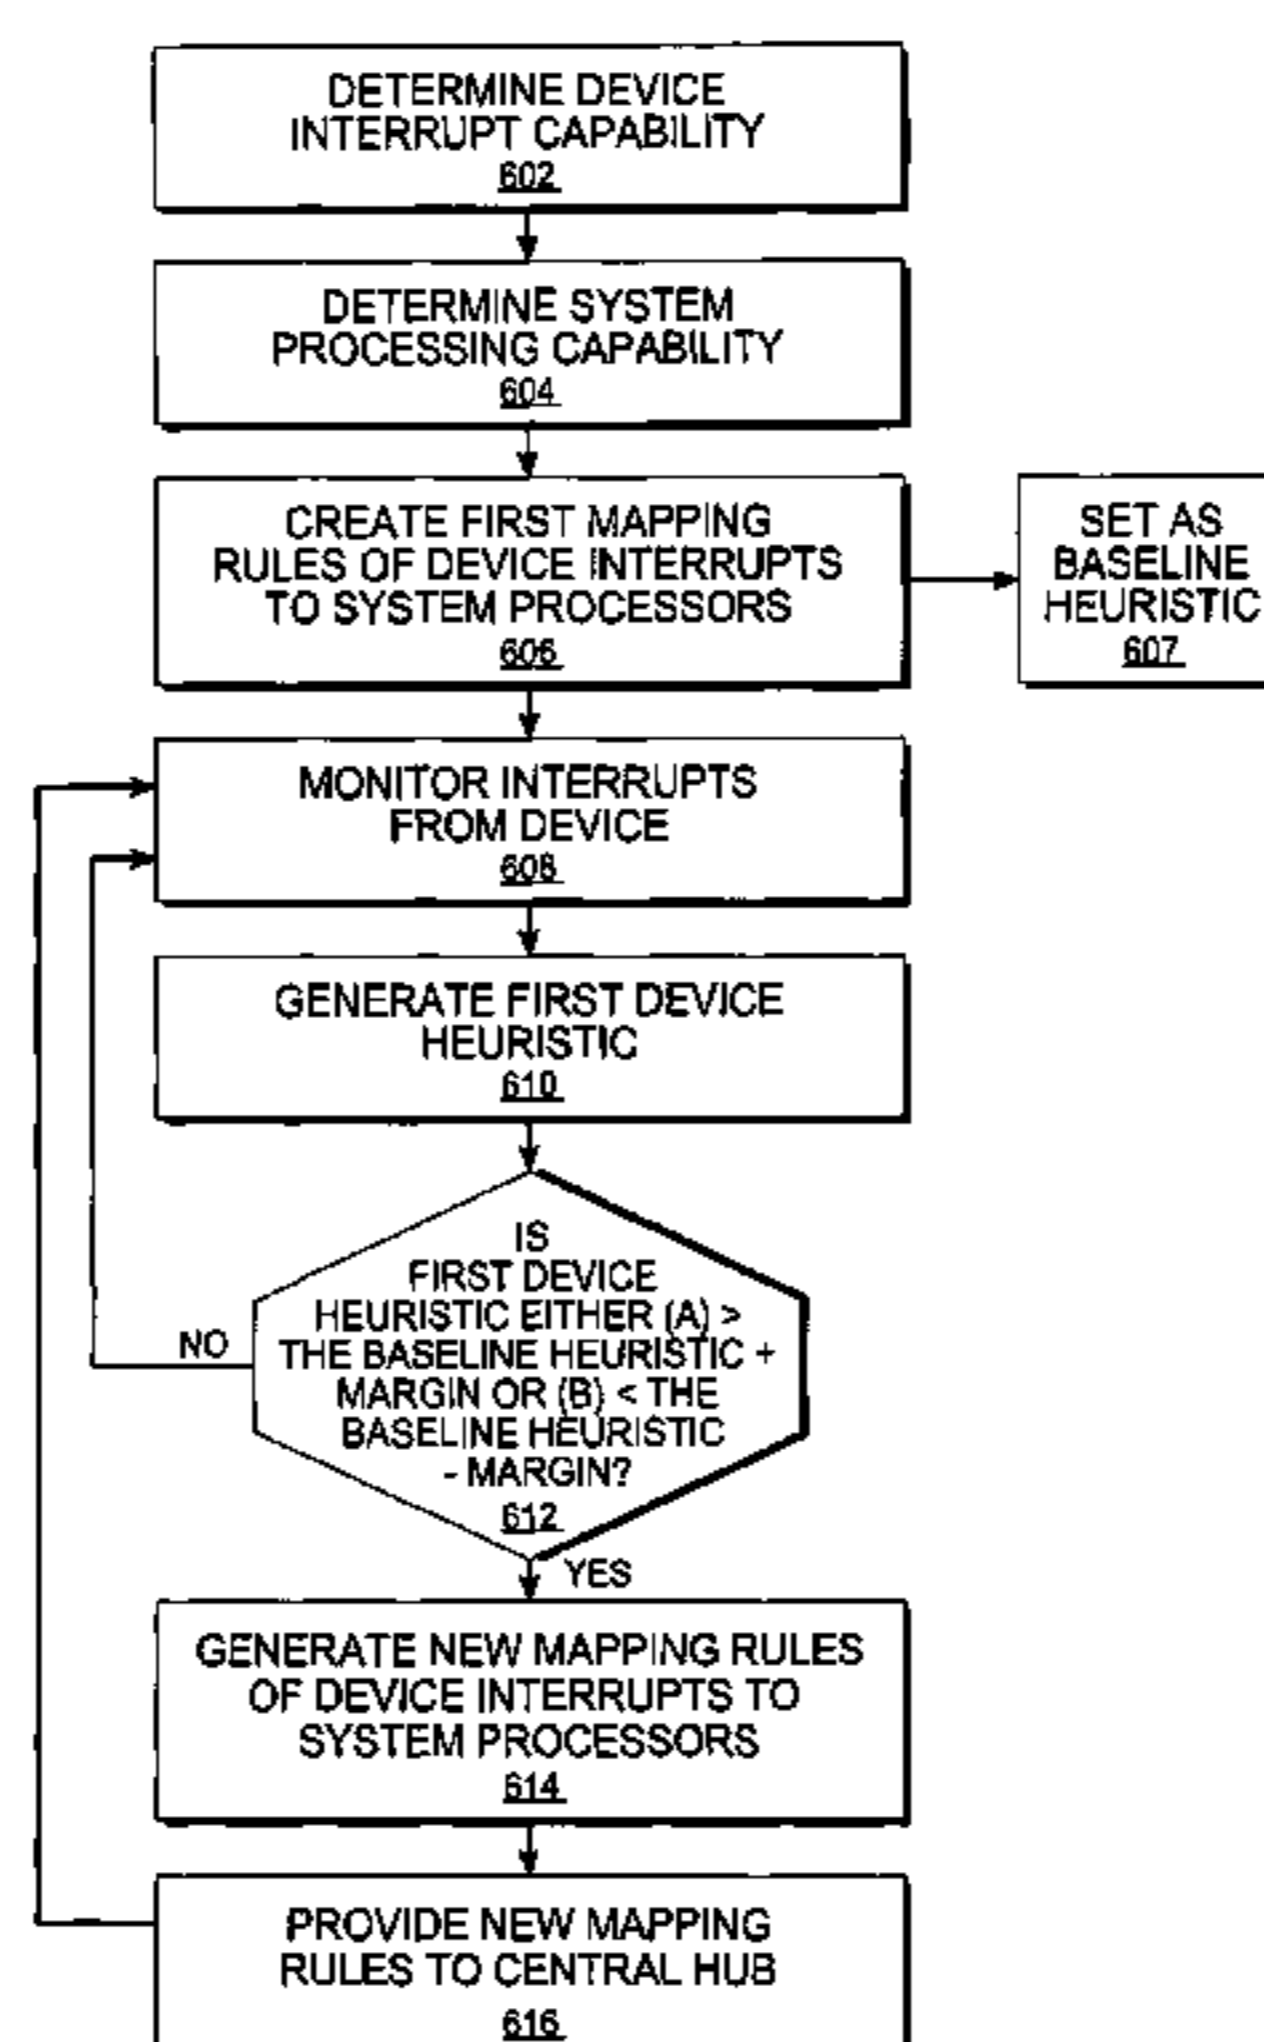 DETERMINE DEVICE
INTERRUPT CAPABILITY
602
DETERMINE SYSTEM
PROCESSING CAPABILITY
604
CREATE FIRST MAPPING
RULES OF DEVICE INTERRUPTS
TO SYSTEM PROCESSORS
606
SET AS
BASELINE
HEURISTIC
607
MONITOR INTERRUPTS
FROM DEVICE
608
GENERATE FIRST DEVICE
HEURISTIC
610
IS
FIRST DEVICE
HEURISTIC EITHER (A) >
THE BASELINE HEURISTIC +
MARGIN OR (B) < THE
BASELINE HEURISTIC
- MARGIN?
612
NO
YES
GENERATE NEW MAPPING RULES
OF DEVICE INTERRUPTS TO
SYSTEM PROCESSORS
614
PROVIDE NEW MAPPING
RULES TO CENTRAL HUB
616